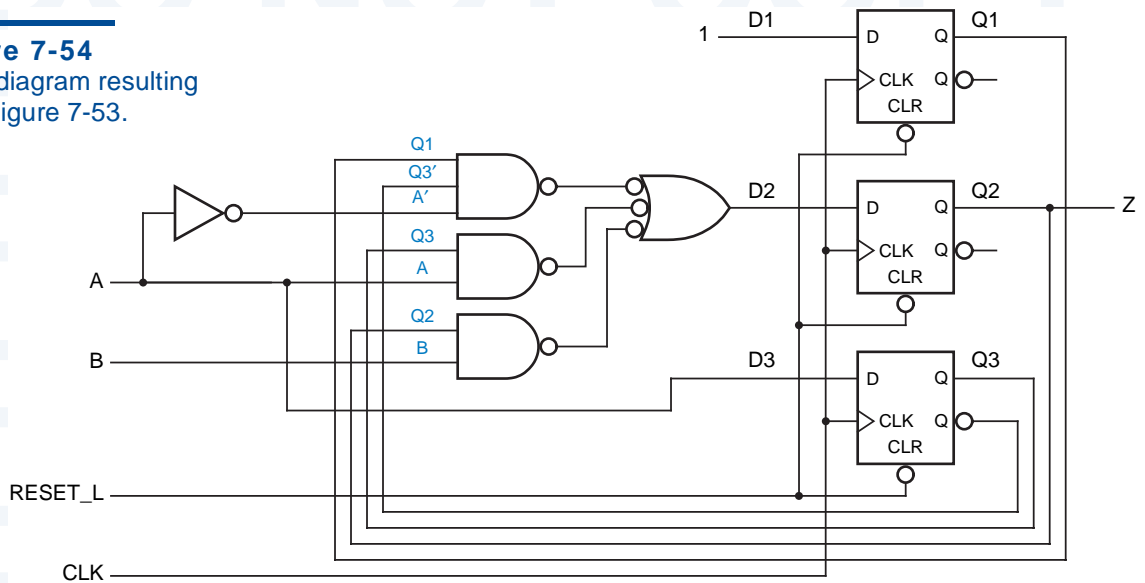 e 7-54
diagram resulting
igure 7-53.
1
D1
D
Q
Q1
CLK
Q
CLR
Q1
Q3′
A′
D2
D
Q
Q2
Z
Q3
A
CLK
Q
CLR
A
Q2
B
B
D3
D
Q
Q3
CLK
Q
CLR
RESET_L
CLK